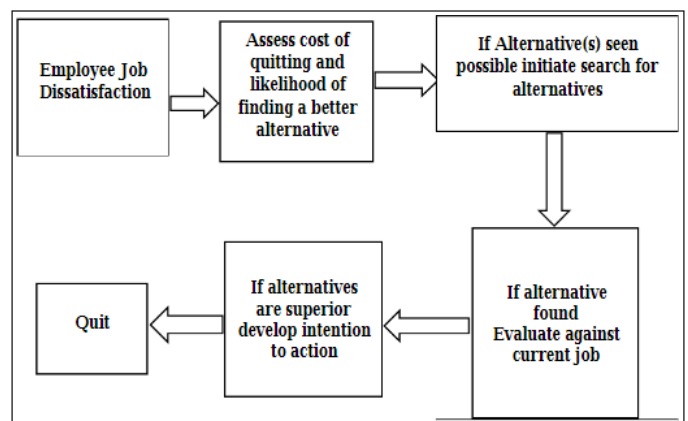 Employee Job
Dissatisfaction
Assess cost of
quitting and
likelihood of
finding a better
alternative
If Alternative(s) seen
possible initiate search for
alternatives
If alternative
found
Evaluate against
current job
If alternatives
are superior
develop intention
to action
Quit